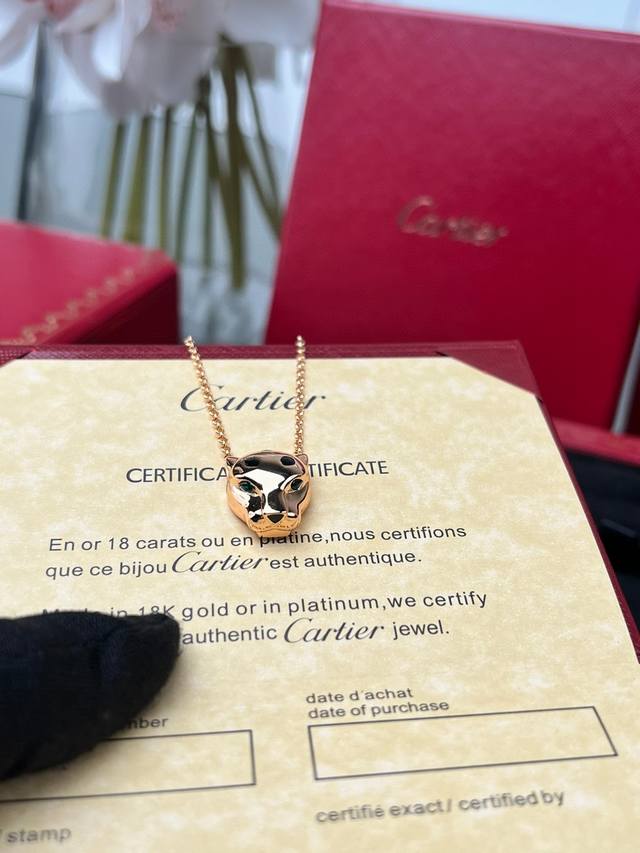 Cartier
Cartier
CERTIFICA TIFICATE
En or 18 carats ou en platine,nous certifions
que ce bijou Cartier est authentique.
in 18K gold or in platinum,we certify
authentic Cartier jewel.
date d'achat
date of purchase
mber
certifié exact/ certified by
/ stamp